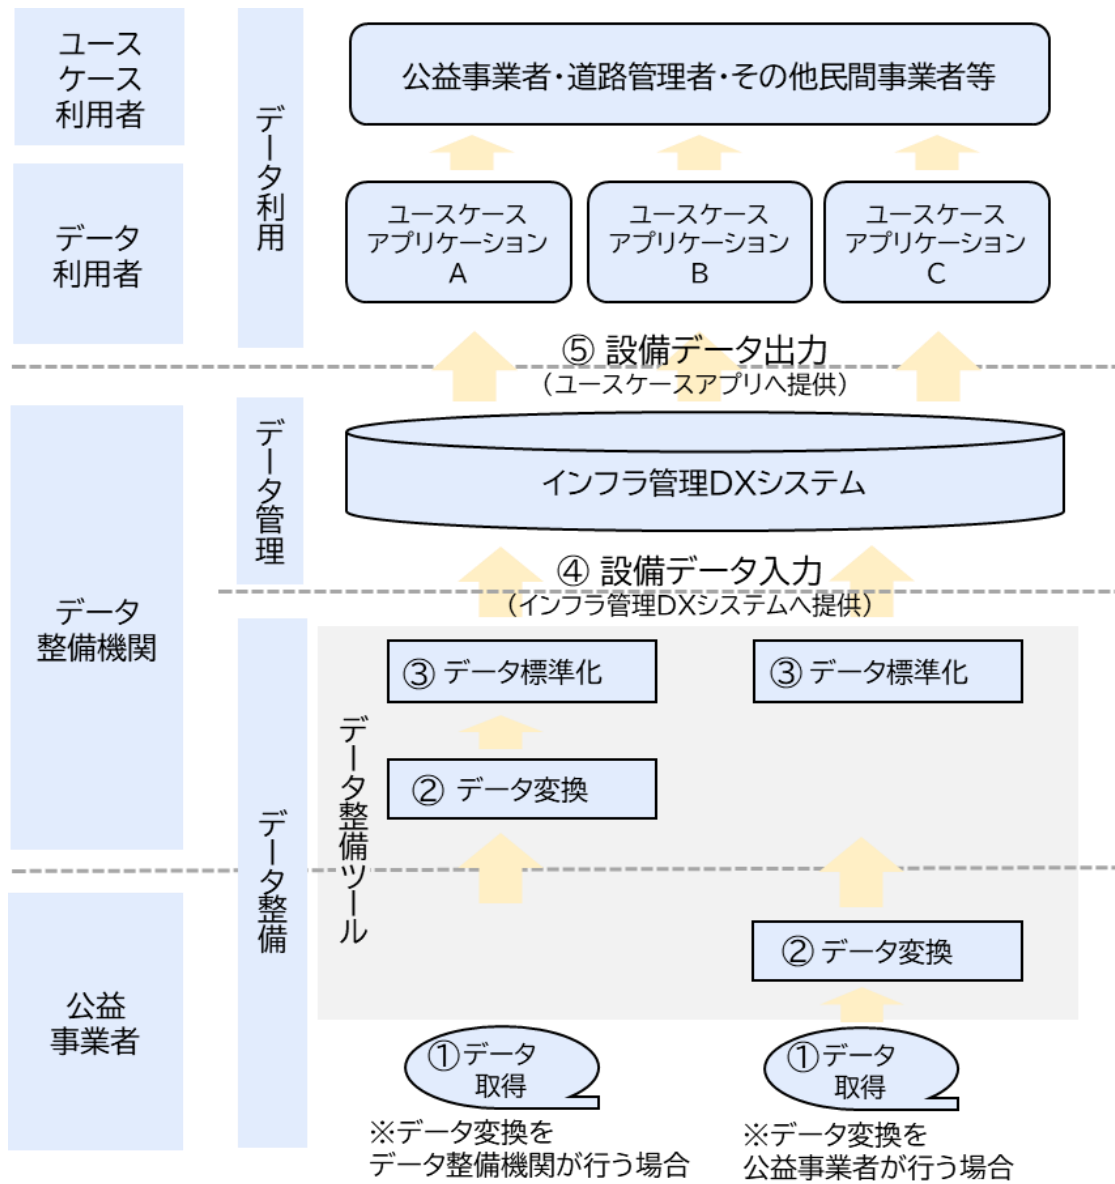 ユース
ケース
利用者
データ利用
公益事業者・道路管理者・その他民間事業者等
データ
利用者
ユースケース
アプリケーション
A
ユースケース
アプリケーション
B
ユースケース
アプリケーション
C
⑤ 設備データ出力
（ユースケースアプリへ提供）
データ
整備機関
データ管理
インフラ管理DXシステム
④ 設備データ入力
（インフラ管理DXシステムへ提供）
データ整備
データ整備ツール
③ データ標準化
③ データ標準化
② データ変換
② データ変換
公益
事業者
①データ
取得
①データ
取得
※データ変換を
データ整備機関が行う場合
※データ変換を
公益事業者が行う場合